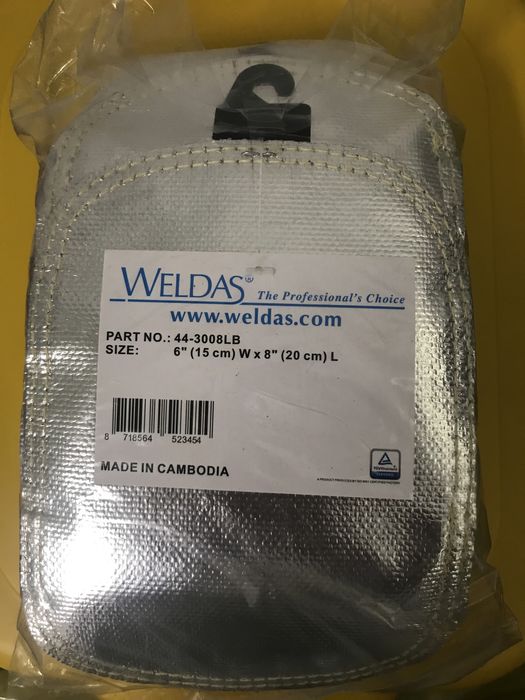 WELDAS®
The Professional's Choice
www.weldas.com
PART NO.: 44-3008LB
SIZE: 6" (15 cm) W x 8" (20 cm) L
8 718564 523454
MADE IN CAMBODIA